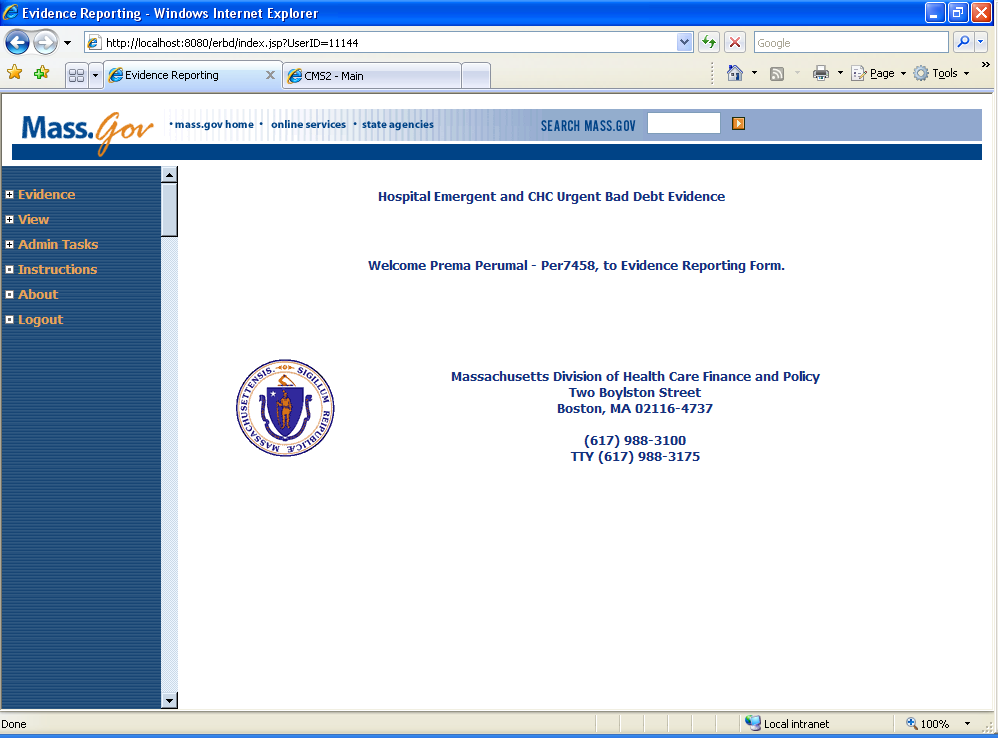 Evidence Reporting - Windows Internet Explorer
http://localhost:8080/erbd/index.jsp?UserID=11144
Google
Evidence Reporting
CMS2 - Main
Page
Tools
Mass.Gov
mass.gov home • online services • state agencies
SEARCH MASS.GOV
Evidence
View
Admin Tasks
Instructions
About
Logout
Hospital Emergent and CHC Urgent Bad Debt Evidence
Welcome Prema Perumal - Per7458, to Evidence Reporting Form.
SIGILLUM REIPUBLICÆ MASSACHUSETTENSIS
Massachusetts Division of Health Care Finance and Policy
Two Boylston Street
Boston, MA 02116-4737
(617) 988-3100
TTY (617) 988-3175
Done
Local intranet
100%